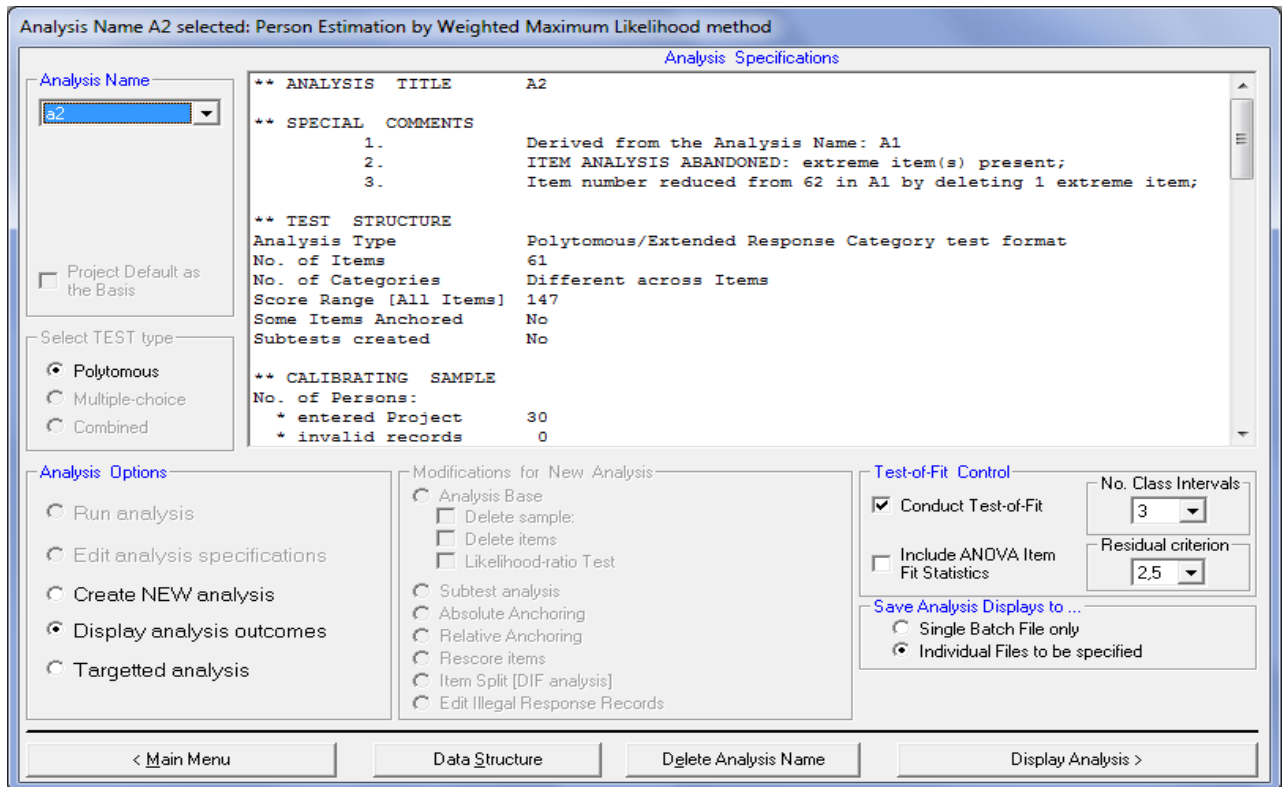 Analysis Name A2 selected: Person Estimation by Weighted Maximum Likelihood method
Analysis Specifications
Analysis Name
a2
Project Default as
the Basis
Select TEST type
Polytomous
Multiple-choice
Combined
** ANALYSIS TITLE A2
** SPECIAL COMMENTS
1. Derived from the Analysis Name: A1
2. ITEM ANALYSIS ABANDONED: extreme item(s) present;
3. Item number reduced from 62 in A1 by deleting 1 extreme item;
** TEST STRUCTURE
Analysis Type Polytomous/Extended Response Category test format
No. of Items 61
No. of Categories Different across Items
Score Range [All Items] 147
Some Items Anchored No
Subtests created No
** CALIBRATING SAMPLE
No. of Persons:
* entered Project 30
* invalid records 0
Analysis Options
Run analysis
Edit analysis specifications
Create NEW analysis
Display analysis outcomes
Targetted analysis
Modifications for New Analysis
Analysis Base
Delete sample:
Delete items
Likelihood-ratio Test
Subtest analysis
Absolute Anchoring
Relative Anchoring
Rescore items
Item Split [DIF analysis]
Edit Illegal Response Records
Test-of-Fit Control
Conduct Test-of-Fit
No. Class Intervals
3
Include ANOVA Item
Fit Statistics
Residual criterion
2,5
Save Analysis Displays to ...
Single Batch File only
Individual Files to be specified
< Main Menu
Data Structure
Delete Analysis Name
Display Analysis >